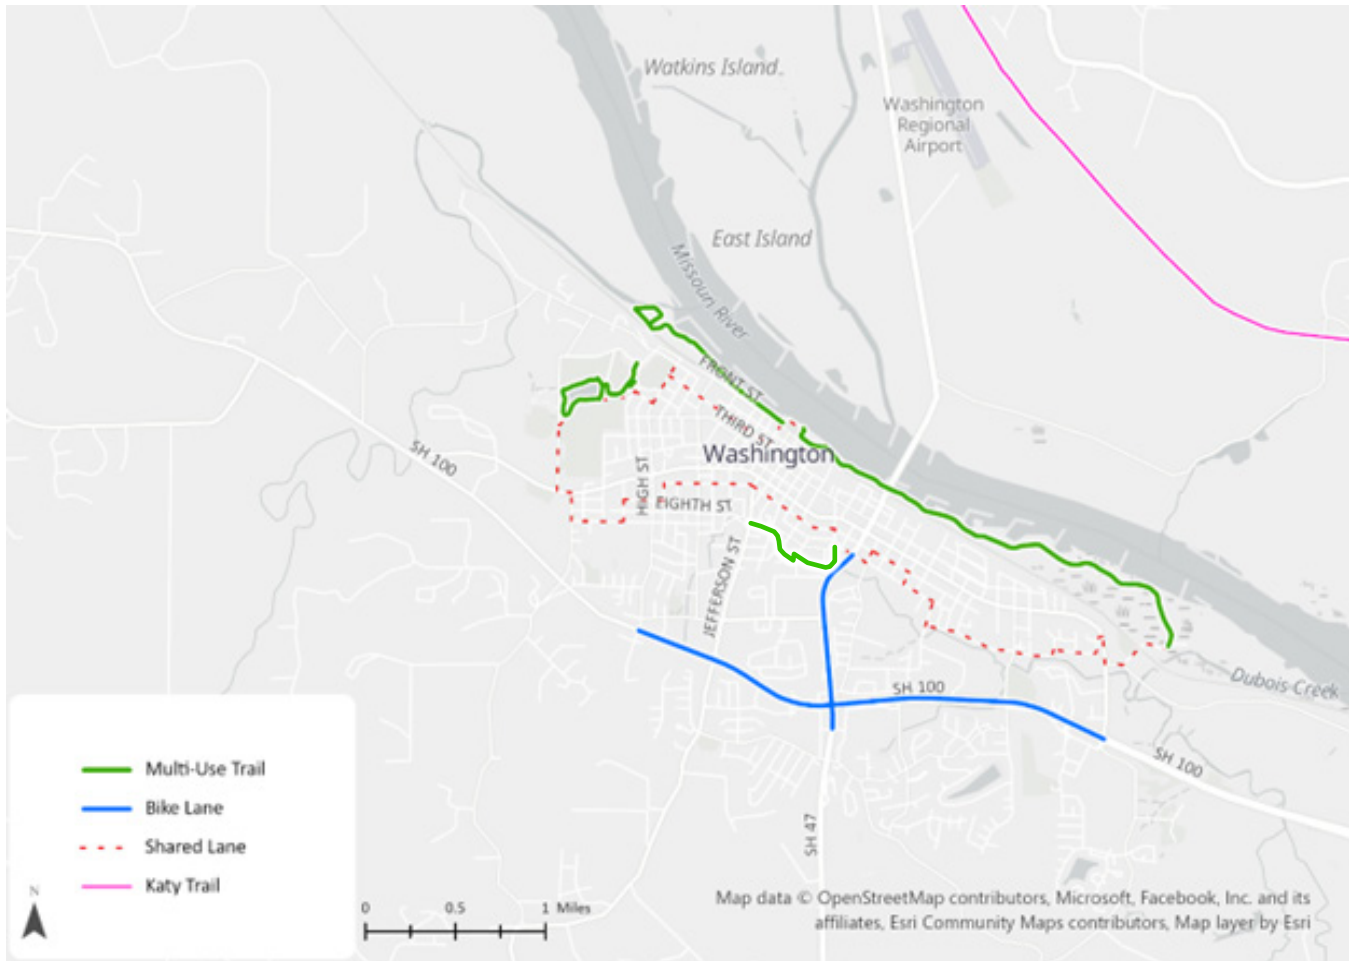 Watkins Island
Washington
Regional
Airport
East Island
Missouri River
FRONT ST
THIRD ST
Washington
SH 100
HIGH ST
EIGHTH ST
JEFFERSON ST
SH 100
Dubois Creek
SH 100
SH 47
Multi-Use Trail
Bike Lane
Shared Lane
Katy Trail
N
0 0.5 1 Miles
Map data © OpenStreetMap contributors, Microsoft, Facebook, Inc. and its
affiliates, Esri Community Maps contributors, Map layer by Esri